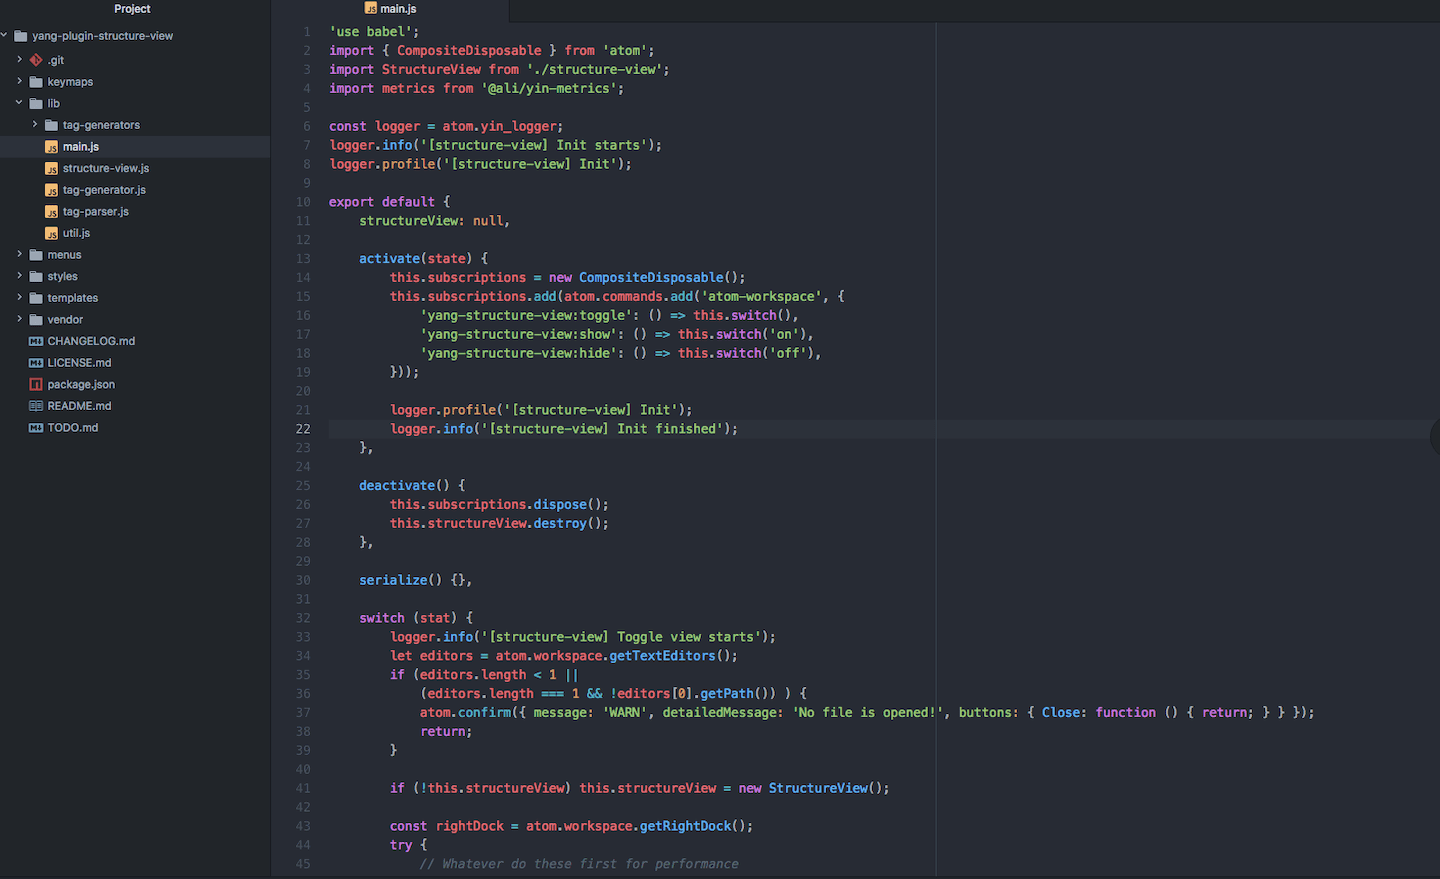 Project
yang-plugin-structure-view
.git
keymaps
lib
tag-generators
main.js
structure-view.js
tag-generator.js
tag-parser.js
util.js
menus
styles
templates
vendor
CHANGELOG.md
LICENSE.md
package.json
README.md
TODO.md
main.js
1 'use babel';
2 import { CompositeDisposable } from 'atom';
3 import StructureView from './structure-view';
4 import metrics from '@ali/yin-metrics';
5
6 const logger = atom.yin_logger;
7 logger.info('[structure-view] Init starts');
8 logger.profile('[structure-view] Init');
9
10 export default {
11     structureView: null,
12
13     activate(state) {
14         this.subscriptions = new CompositeDisposable();
15         this.subscriptions.add(atom.commands.add('atom-workspace', {
16             'yang-structure-view:toggle': () => this.switch(),
17             'yang-structure-view:show': () => this.switch('on'),
18             'yang-structure-view:hide': () => this.switch('off'),
19         }));
20
21         logger.profile('[structure-view] Init');
22         logger.info('[structure-view] Init finished');
23     },
24
25     deactivate() {
26         this.subscriptions.dispose();
27         this.structureView.destroy();
28     },
29
30     serialize() {},
31
32     switch (stat) {
33         logger.info('[structure-view] Toggle view starts');
34         let editors = atom.workspace.getTextEditors();
35         if (editors.length < 1 ||
36             (editors.length === 1 && !editors[0].getPath()) ) {
37             atom.confirm({ message: 'WARN', detailedMessage: 'No file is opened!', buttons: { Close: function () { return; } } });
38             return;
39         }
40
41         if (!this.structureView) this.structureView = new StructureView();
42
43         const rightDock = atom.workspace.getRightDock();
44         try {
45             // Whatever do these first for performance